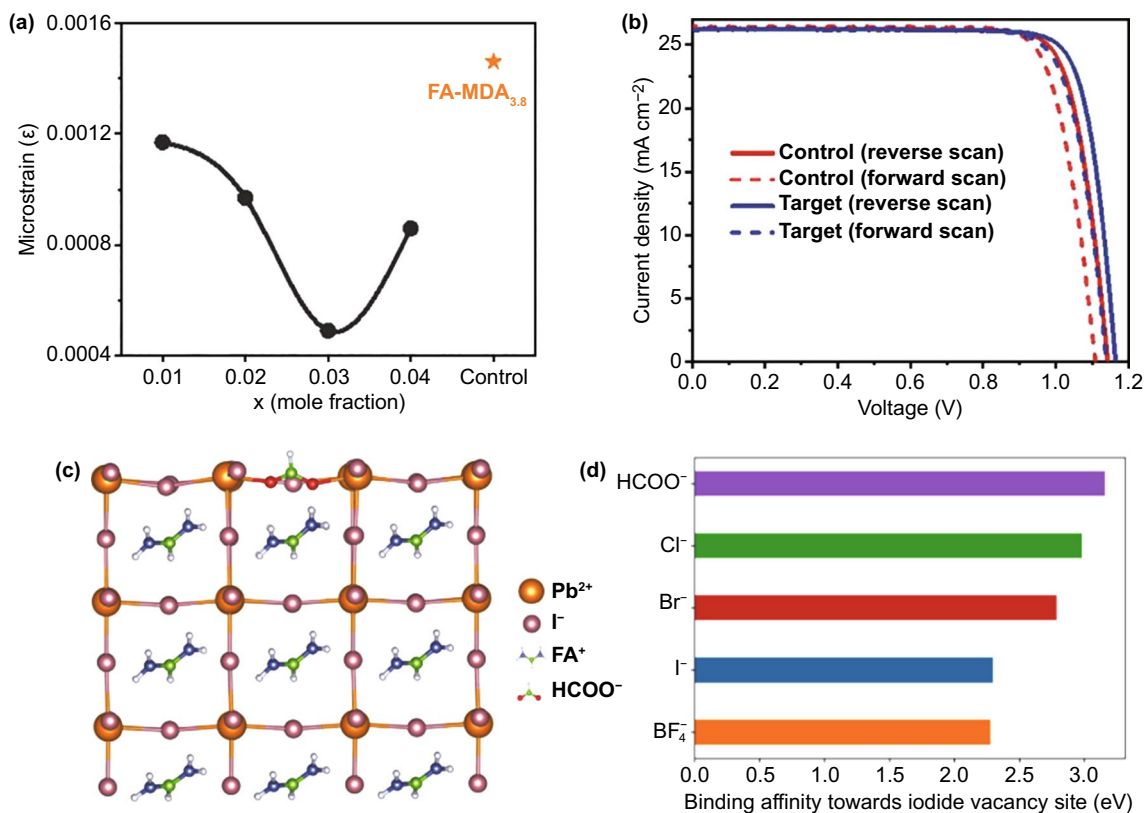 (a)
0.0016
0.0012
0.0008
0.0004
Microstrain (ε)
FA-MDA3.8
0.01 0.02 0.03 0.04 Control
x (mole fraction)
(b)
25
20
15
10
5
0
Current density (mA cm⁻²)
Control (reverse scan)
Control (forward scan)
Target (reverse scan)
Target (forward scan)
0.0 0.2 0.4 0.6 0.8 1.0 1.2
Voltage (V)
(c)
Pb²⁺
I⁻
FA⁺
HCOO⁻
(d)
HCOO⁻
Cl⁻
Br⁻
I⁻
BF₄⁻
0.0 0.5 1.0 1.5 2.0 2.5 3.0
Binding affinity towards iodide vacancy site (eV)